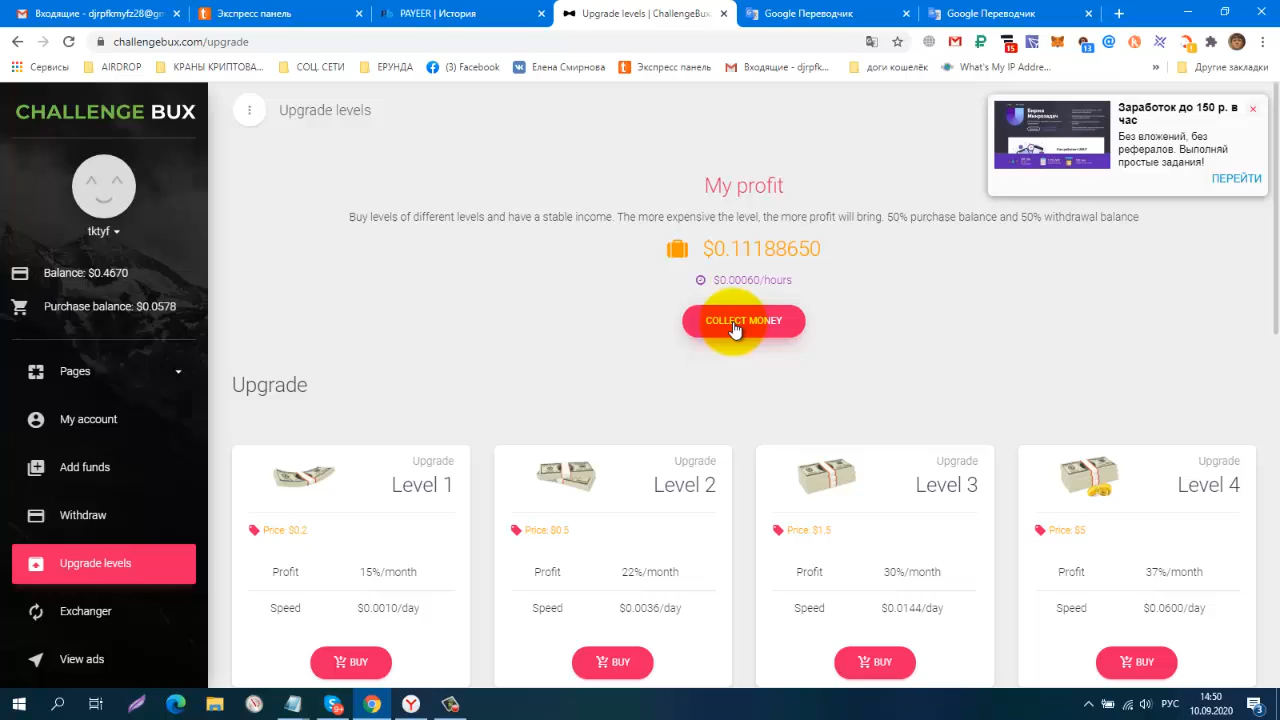 Входящие - djrpfkmyfz28@gm
Экспресс панель
PAYEER // История
Upgrade levels | ChallengeBux
Google Переводчик
Google Переводчик
challengebux.com/upgrade
15
13
Сервисы
AIRDROP
КРАНЫ КРИПТОВА...
СОЦ. СЕТИ
ЕРУНДА
(3) Facebook
Елена Смирнова
Экспресс панель
Входящие - djrpfk...
доги кошелёк
What's My IP Addre...
»
Другие закладки
CHALLENGE BUX
tktyf
Balance: $0.4670
Purchase balance: $0.0578
Pages
My account
Add funds
Withdraw
Upgrade levels
Exchanger
View ads
Upgrade levels
Заработок до 150 р. в
час
Без вложений, без
рефералов. Выполняй
простые задания!
ПЕРЕЙТИ
My profit
Buy levels of different levels and have a stable income. The more expensive the level, the more profit will bring. 50% purchase balance and 50% withdrawal balance
$0.11188650
$0.00060/hours
COLLECT MONEY
Upgrade
Upgrade
Level 1
Price: $0.2
Profit 15%/month
Speed $0.0010/day
BUY
Upgrade
Level 2
Price: $0.5
Profit 22%/month
Speed $0.0036/day
BUY
Upgrade
Level 3
Price: $1.5
Profit 30%/month
Speed $0.0144/day
BUY
Upgrade
Level 4
Price: $5
Profit 37%/month
Speed $0.0600/day
BUY
РУС
14:50
10.09.2020